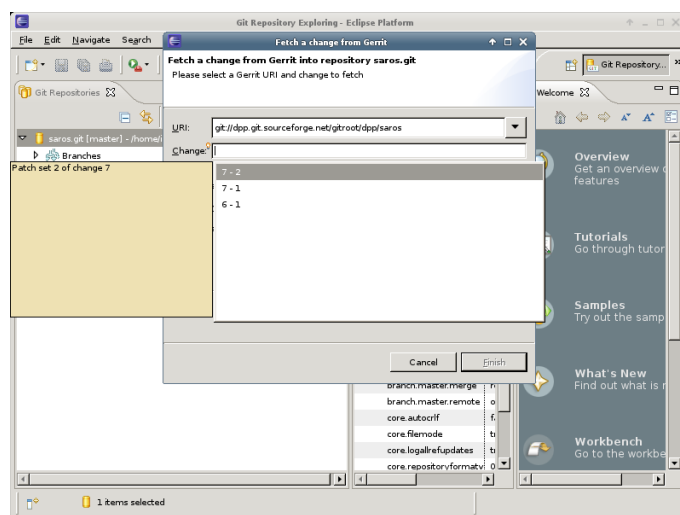 Git Repository Exploring - Eclipse Platform
File Edit Navigate Search
Fetch a change from Gerrit
Fetch a change from Gerrit into repository saros.git
Please select a Gerrit URI and change to fetch
Git Repository...
Git Repositories
Welcome
URI: git://dpp.git.sourceforge.net/gitroot/dpp/saros
saros.git [master] - /home/i
Change:
Branches
Patch set 2 of change 7
7 - 2
7 - 1
6 - 1
Overview
Get an overview o
features
Tutorials
Go through tutor
Samples
Try out the samp
Cancel Finish
What's New
Find out what is r
branch.master.merge
branch.master.remote o
core.autocrlf f
core.filemode t
core.logallrefupdates t
core.repositoryformatv 0
Workbench
Go to the workbe
1 items selected